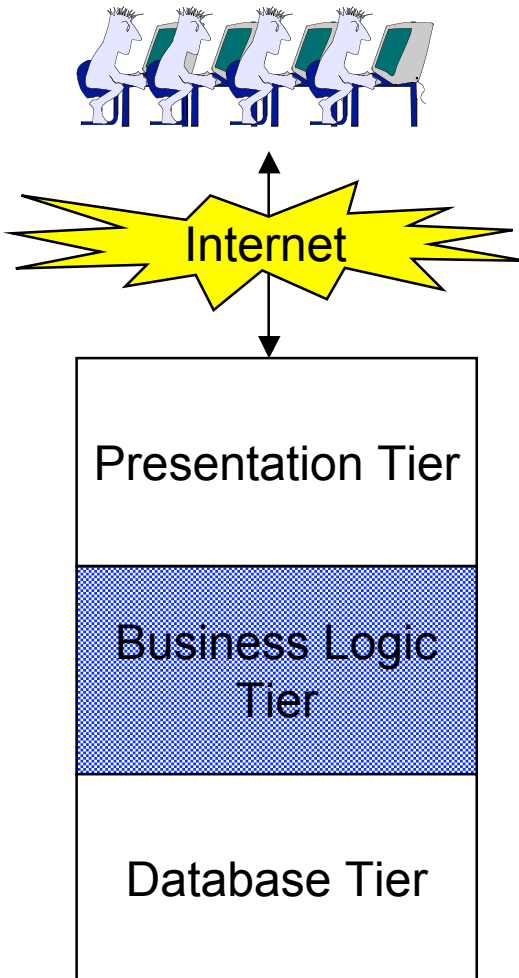 Internet
Presentation Tier
Business Logic
Tier
Database Tier